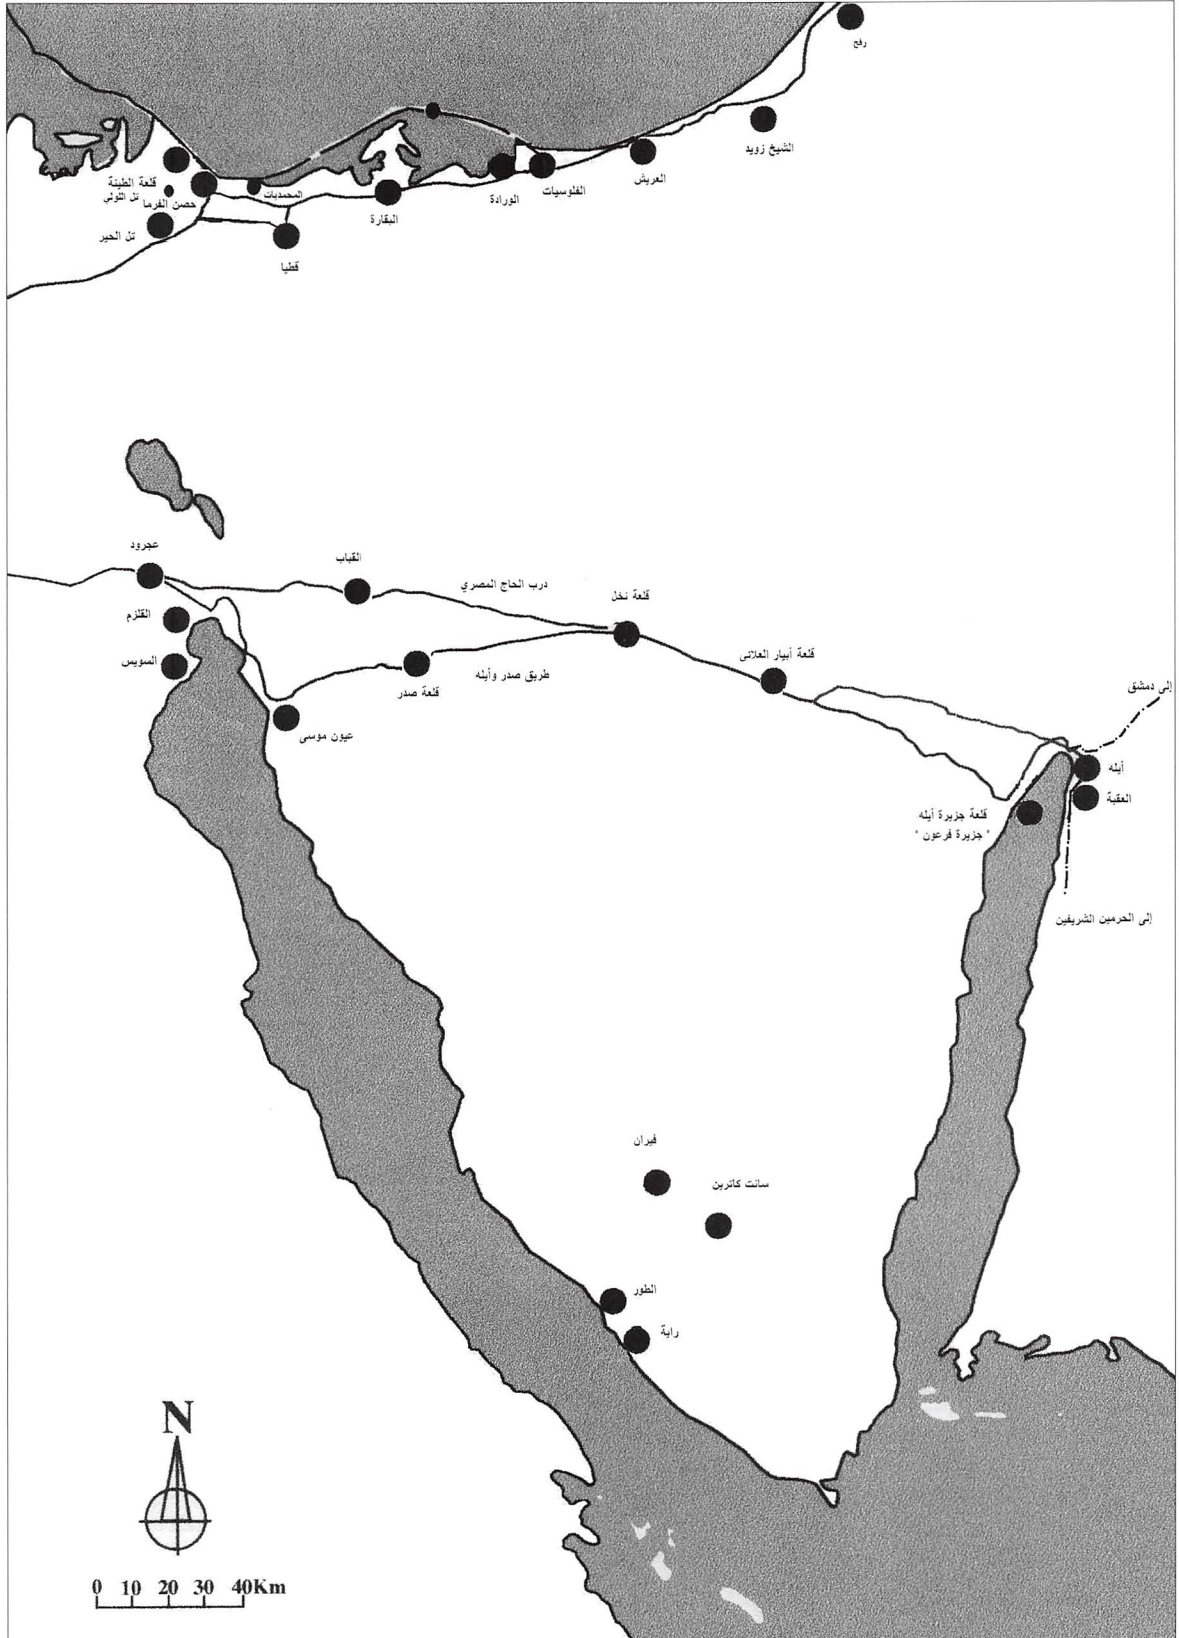 رفح
الشيخ زويد
العريش
الفلوسيات
الورادة
البقارة
المحمديات
قلعة الطينة
تل اللولي
حصن الفرما
تل الحير
قطيا
عجرود
القباب
درب الحاج المصري
قلعة نخل
القلزم
السويس
قلعة صدر
طريق صدر وأيله
قلعة أبيار العلائى
عيون موسى
إلى دمشق
أيله
العقبة
قلعة جزيرة أيله
" جزيرة فرعون "
إلى الحرمين الشريفين
فيران
سانت كاترين
الطور
راية
N
0 10 20 30 40Km